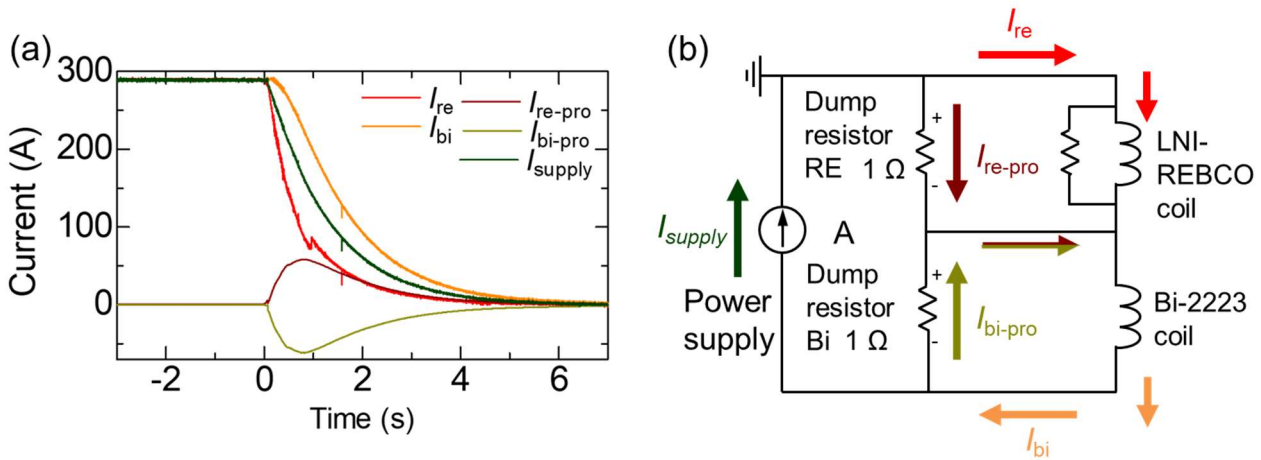 (a)
300
200
100
0
Current (A)
-2
0
2
4
6
Time (s)
Ire
Ibi
Ire-pro
Ibi-pro
Isupply
(b)
Ire
Dump
resistor
RE 1 Ω
+
-
Ire-pro
LNI-
REBCO
coil
Isupply
A
Power
supply
Dump
resistor
Bi 1 Ω
+
-
Ibi-pro
Bi-2223
coil
Ibi